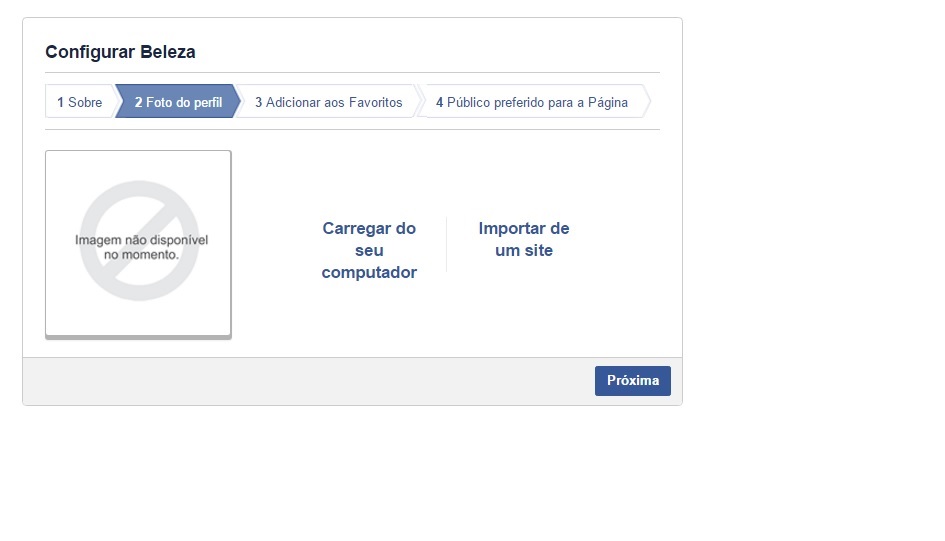 Configurar Beleza
1 Sobre
2 Foto do perfil
3 Adicionar aos Favoritos
4 Público preferido para a Página
Imagem não disponível
no momento.
Carregar do
seu
computador
Importar de
um site
Próxima